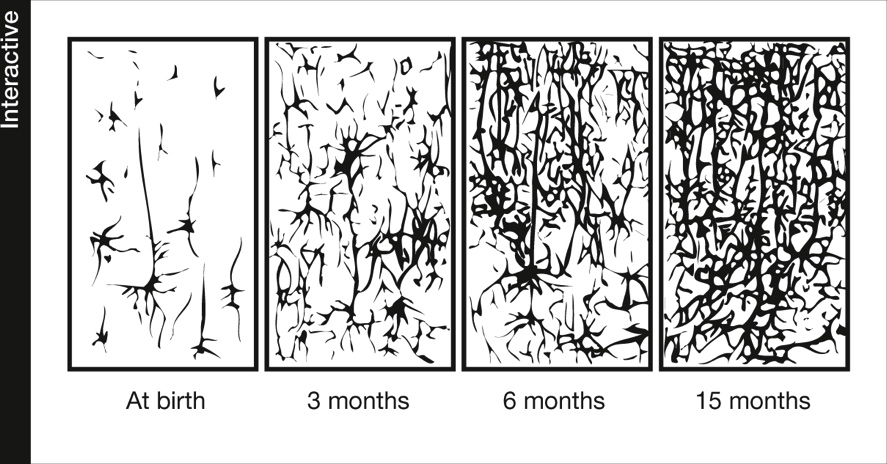 Interactive
At birth
3 months
6 months
15 months